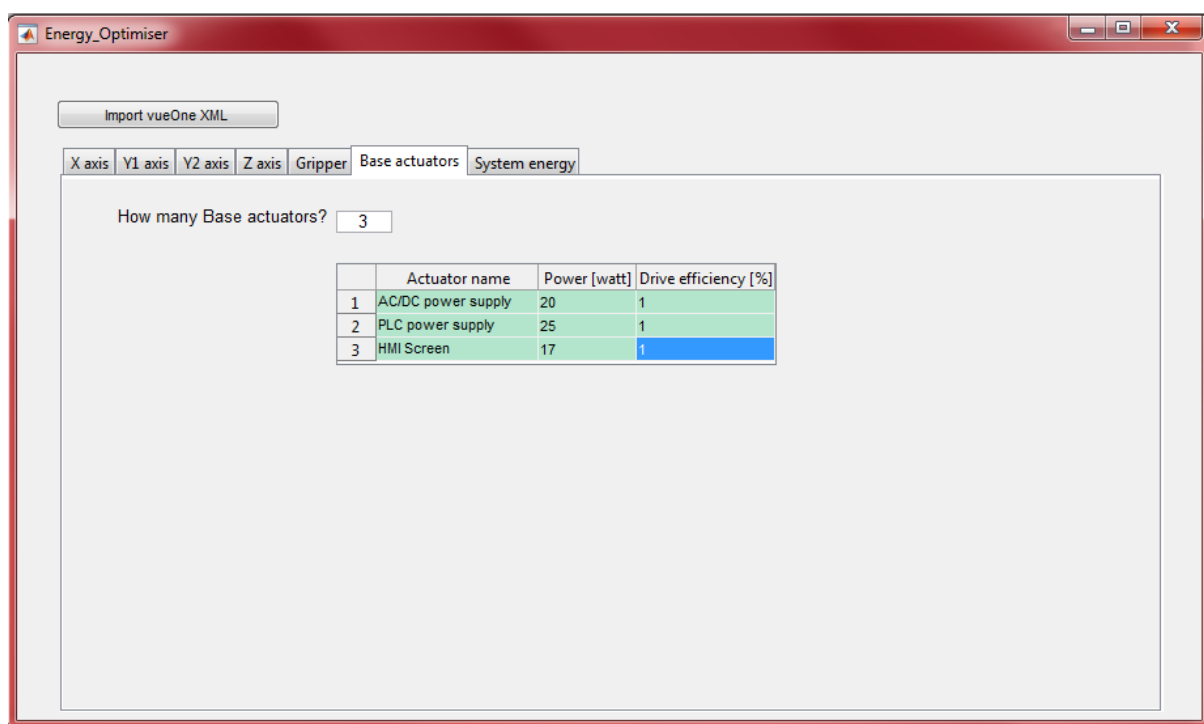 Energy_Optimiser
Import vueOne XML
X axis Y1 axis Y2 axis Z axis Gripper Base actuators System energy
How many Base actuators? 3
Actuator name Power [watt] Drive efficiency [%]
1 AC/DC power supply 20 1
2 PLC power supply 25 1
3 HMI Screen 17 1